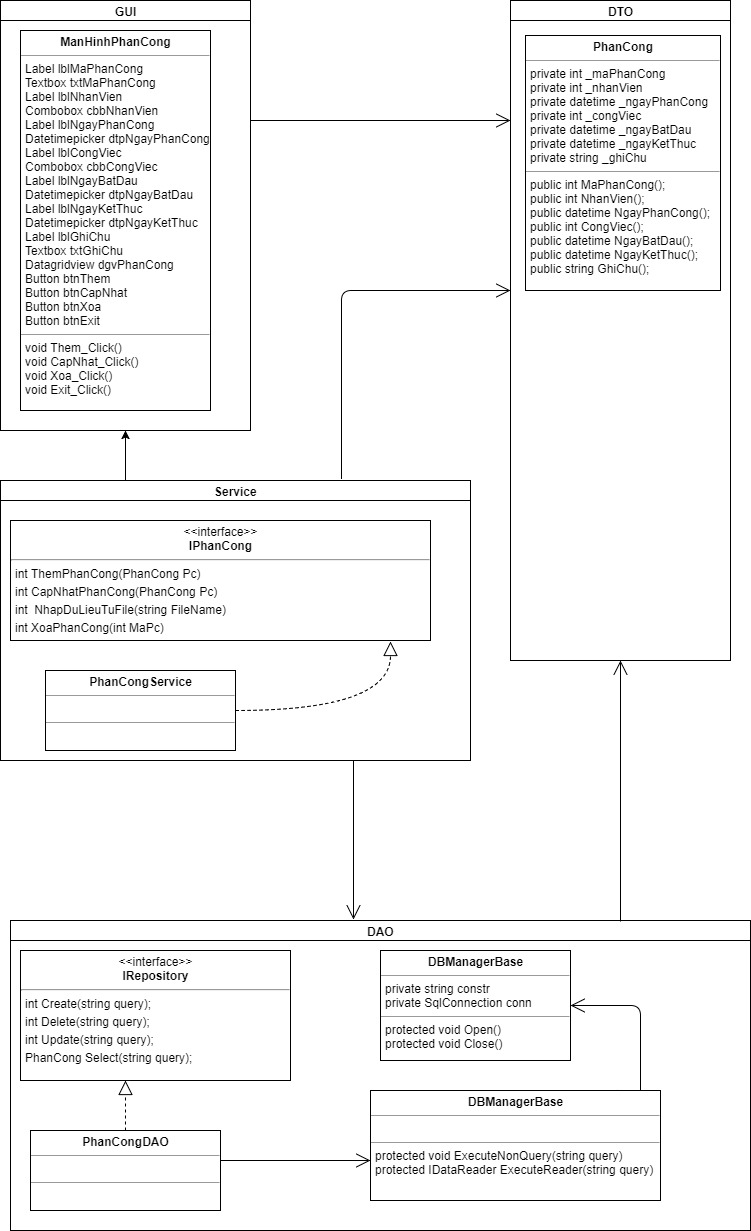 GUI
ManHinhPhanCong
Label lblMaPhanCong
Textbox txtMaPhanCong
Label lblNhanVien
Combobox cbbNhanVien
Label lblNgayPhanCong
Datetimepicker dtpNgayPhanCong
Label lblCongViec
Combobox cbbCongViec
Label lblNgayBatDau
Datetimepicker dtpNgayBatDau
Label lblNgayKetThuc
Datetimepicker dtpNgayKetThuc
Label lblGhiChu
Textbox txtGhiChu
Datagridview dgvPhanCong
Button btnThem
Button btnCapNhat
Button btnXoa
Button btnExit
void Them_Click()
void CapNhat_Click()
void Xoa_Click()
void Exit_Click()
DTO
PhanCong
private int _maPhanCong
private int _nhanVien
private datetime _ngayPhanCong
private int _congViec
private datetime _ngayBatDau
private datetime _ngayKetThuc
private string _ghiChu
public int MaPhanCong();
public int NhanVien();
public datetime NgayPhanCong();
public int CongViec();
public datetime NgayBatDau();
public datetime NgayKetThuc();
public string GhiChu();
Service
<<interface>>
IPhanCong
int ThemPhanCong(PhanCong Pc)
int CapNhatPhanCong(PhanCong Pc)
int NhapDuLieuTuFile(string FileName)
int XoaPhanCong(int MaPc)
PhanCongService
DAO
<<interface>>
IRepository
int Create(string query);
int Delete(string query);
int Update(string query);
PhanCong Select(string query);
DBManagerBase
private string constr
private SqlConnection conn
protected void Open()
protected void Close()
PhanCongDAO
DBManagerBase
protected void ExecuteNonQuery(string query)
protected IDataReader ExecuteReader(string query)